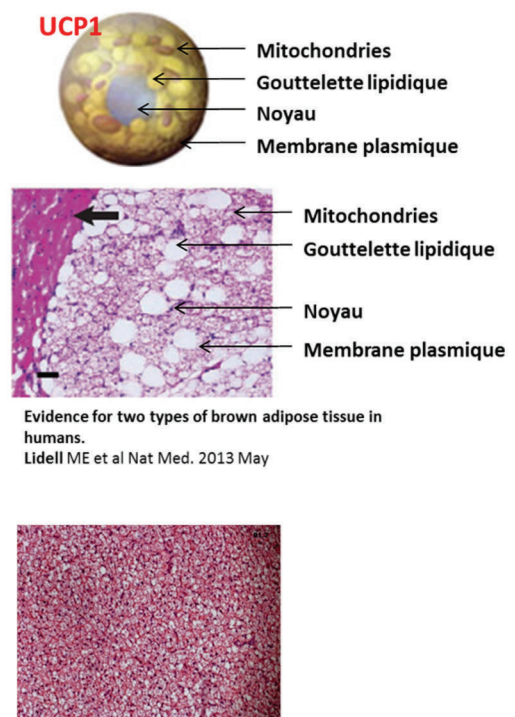 UCP1
Mitochondries
Gouttelette lipidique
Noyau
Membrane plasmique
Mitochondries
Gouttelette lipidique
Noyau
Membrane plasmique
Evidence for two types of brown adipose tissue in
humans.
Lidell ME et al Nat Med. 2013 May